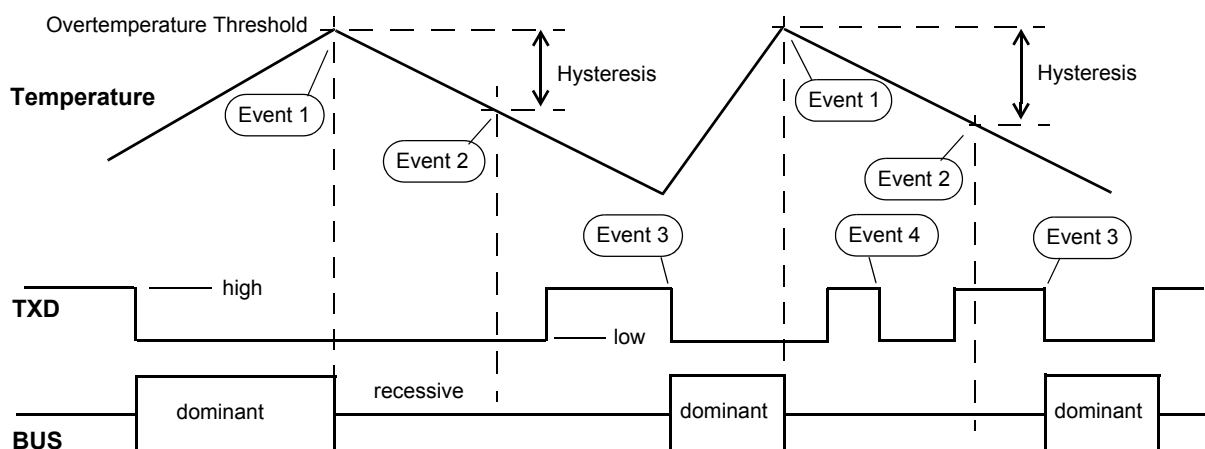 Overtemperature Threshold
Hysteresis
Hysteresis
Temperature
Event 1
Event 1
Event 2
Event 2
Event 3
Event 4
Event 3
high
TXD
low
recessive
dominant
dominant
dominant
BUS